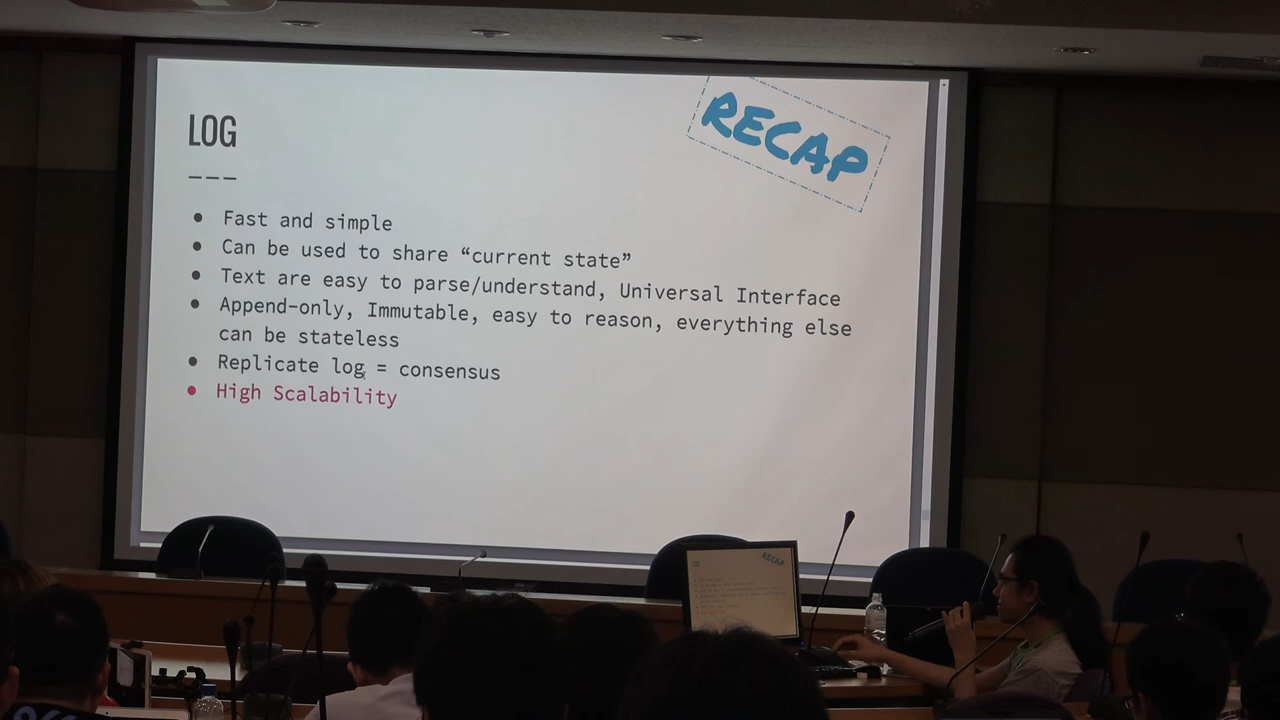 RECAP
LOG
---
● Fast and simple
● Can be used to share “current state”
● Text are easy to parse/understand, Universal Interface
● Append-only, Immutable, easy to reason, everything else
can be stateless
● Replicate log = consensus
● High Scalability
RECAP